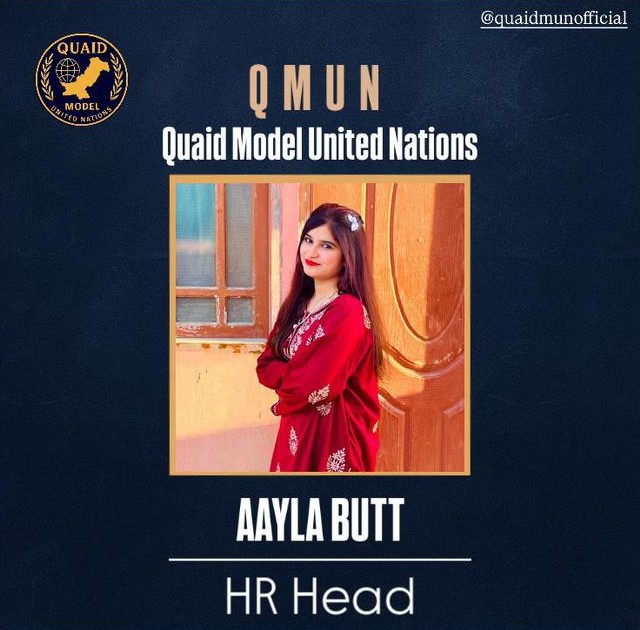 @quaidmunofficial
QUAID
MODEL
UNITED NATIONS
QMUN
Quaid Model United Nations
AAYLA BUTT
HR Head